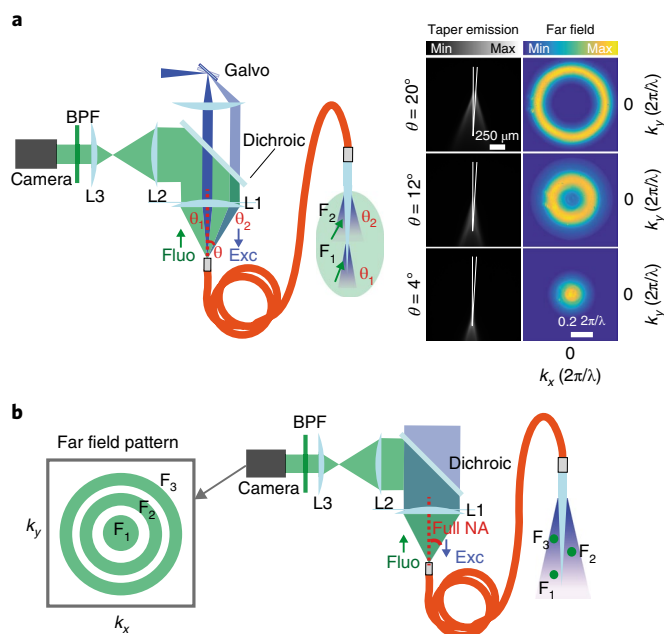 a
Taper emission
Far field
Min
Max
Min
Max
Galvo
BPF
Dichroic
Camera
L3
L2
L1
θ1
θ2
Fluo
θ
Exc
F2
θ2
F1
θ1
θ = 20°
250 μm
0
ky (2π/λ)
θ = 12°
0
ky (2π/λ)
θ = 4°
0.2 2π/λ
0
ky (2π/λ)
0
kx (2π/λ)
b
Far field pattern
F3
F2
F1
ky
kx
BPF
Camera
L3
L2
Dichroic
L1
Full NA
Fluo
Exc
F3
F2
F1